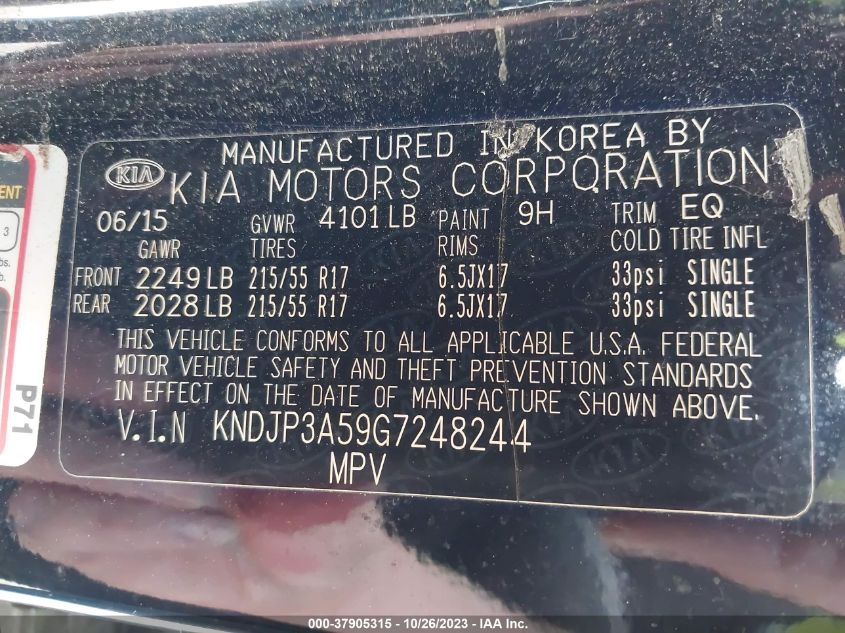 MANUFACTURED IN KOREA BY
KIA KIA MOTORS CORPORATION
06/15 GVWR 4101 LB PAINT 9H TRIM EQ
GAWR TIRES RIMS COLD TIRE INFL
FRONT 2249 LB 215/55 R17 6.5JX17 33psi SINGLE
REAR 2028 LB 215/55 R17 6.5JX17 33psi SINGLE
THIS VEHICLE CONFORMS TO ALL APPLICABLE U.S.A. FEDERAL
MOTOR VEHICLE SAFETY AND THEFT PREVENTION STANDARDS
IN EFFECT ON THE DATE OF MANUFACTURE SHOWN ABOVE.
V.I.N KNDJP3A59G7248244
MPV
3
P71
000-37905315 - 10/26/2023 - IAA Inc.